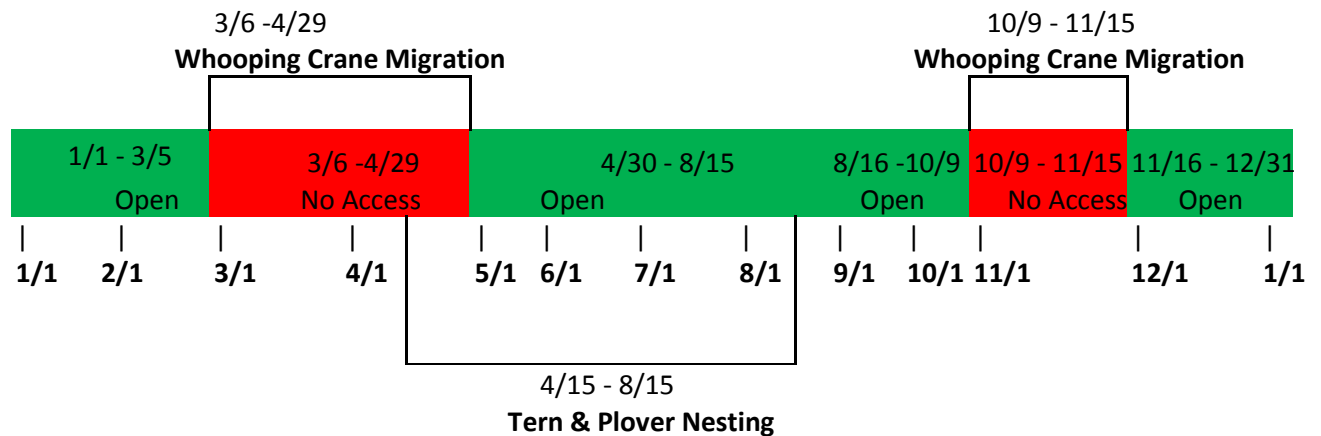 3/6 -4/29 10/9 - 11/15
Whooping Crane Migration Whooping Crane Migration
1/1 - 3/5 3/6 -4/29 4/30 - 8/15 8/16 -10/9 10/9 - 11/15 11/16 - 12/31
Open No Access Open Open No Access Open
| | | | | | | | | | | | |
1/1 2/1 3/1 4/1 5/1 6/1 7/1 8/1 9/1 10/1 11/1 12/1 1/1
4/15 - 8/15
Tern & Plover Nesting